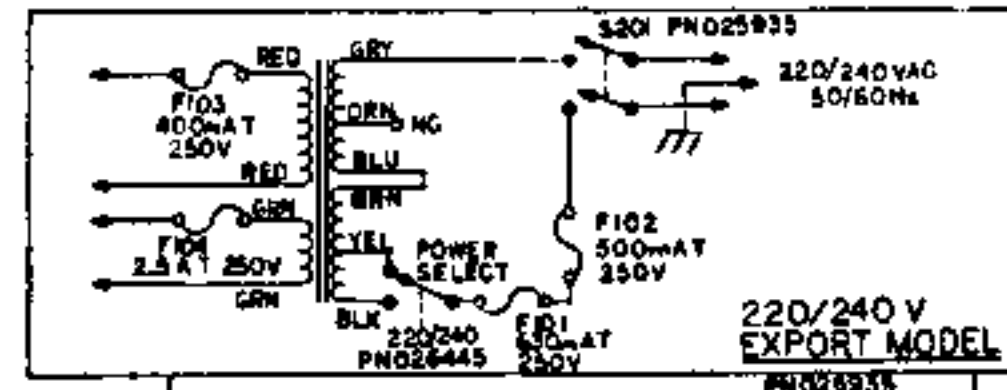 S201 PN025935
RED
GRY
220/240 VAC
50/60Hz
F103
400mAT
250V
ORN
NC
BLU
RED
BRN
GRN
F102
500mAT
250V
YEL
POWER
SELECT
F104
2.5AT 250V
GRN
BLK
220/240
PN026445
F101
250V
220/240 V
EXPORT MODEL